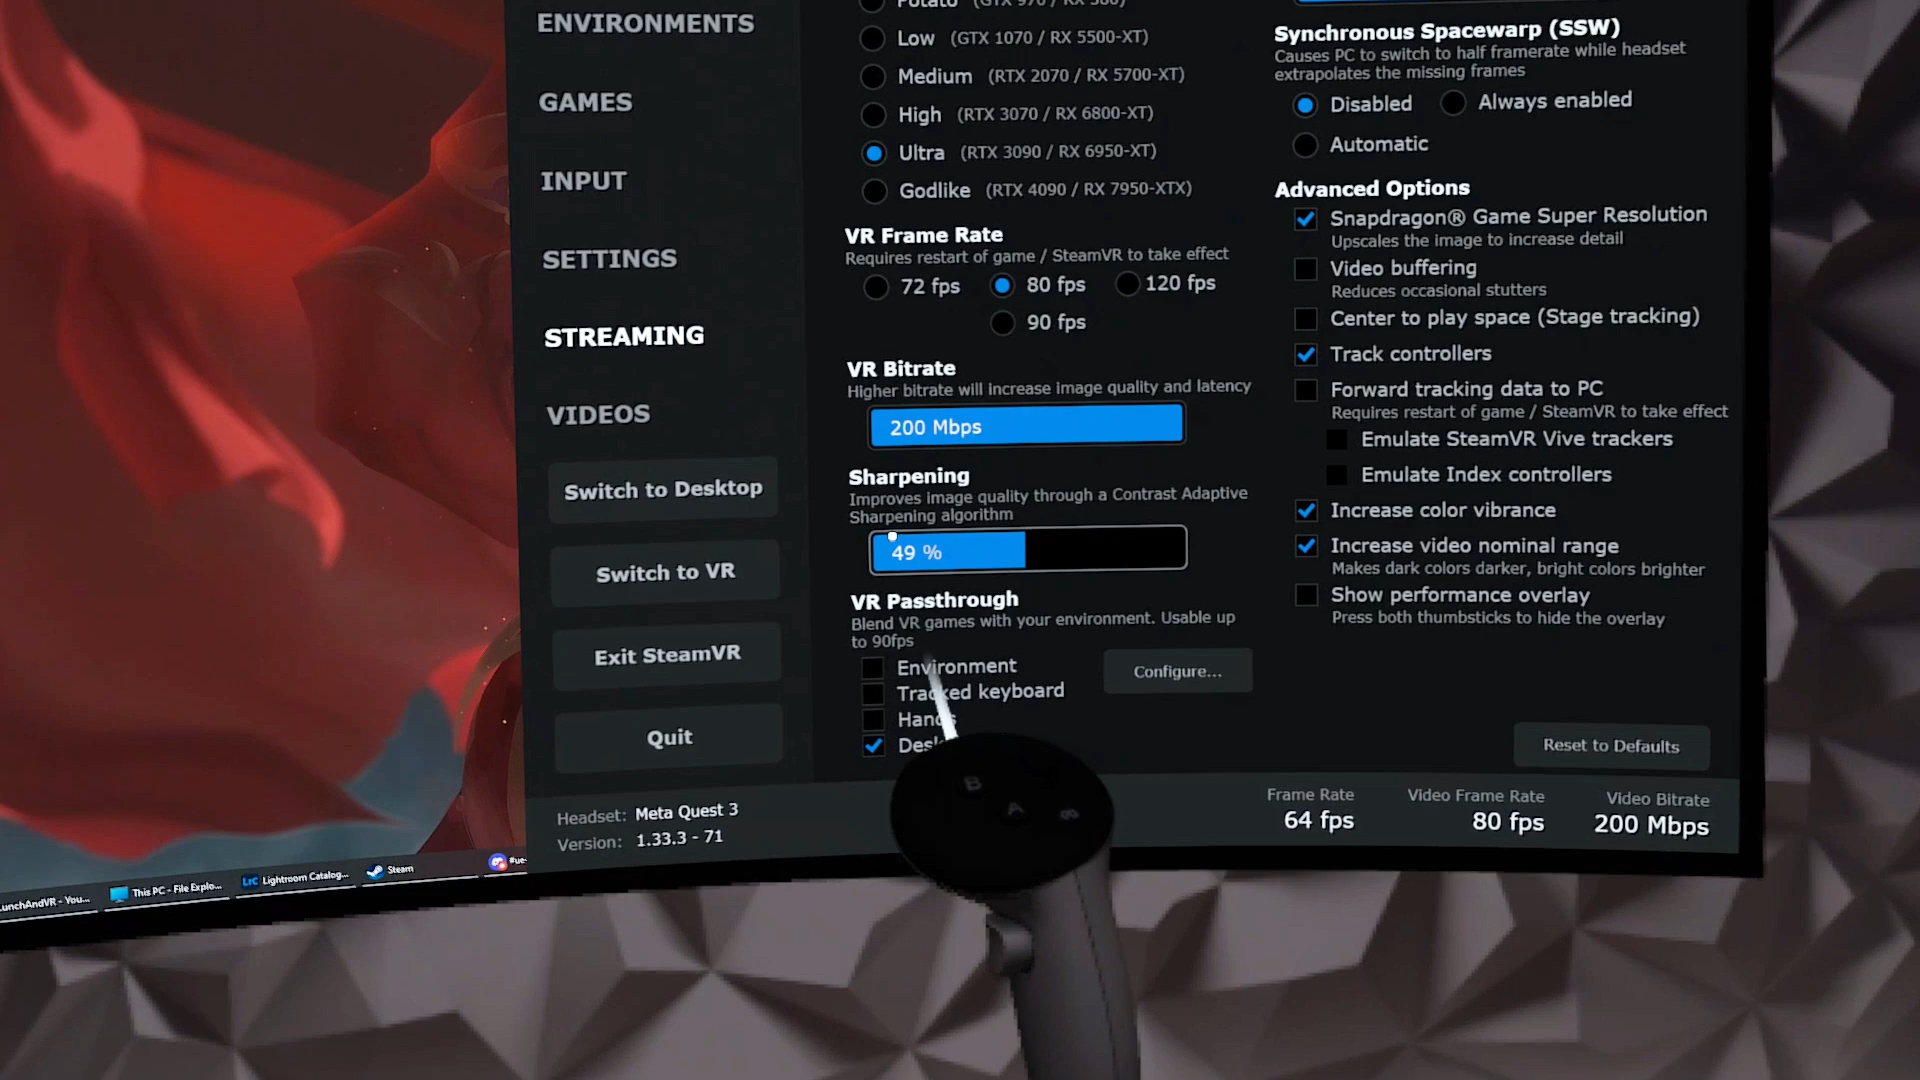 ENVIRONMENTS
GAMES
INPUT
SETTINGS
STREAMING
VIDEOS
Switch to Desktop
Switch to VR
Exit SteamVR
Quit
Headset: Meta Quest 3
Version: 1.33.3 - 71
Potato (GTX 970 / RX 580)
Low (GTX 1070 / RX 5500-XT)
Medium (RTX 2070 / RX 5700-XT)
High (RTX 3070 / RX 6800-XT)
Ultra (RTX 3090 / RX 6950-XT)
Godlike (RTX 4090 / RX 7950-XTX)
VR Frame Rate
Requires restart of game / SteamVR to take effect
72 fps
80 fps
120 fps
90 fps
VR Bitrate
Higher bitrate will increase image quality and latency
200 Mbps
Sharpening
Improves image quality through a Contrast Adaptive
Sharpening algorithm
49 %
VR Passthrough
Blend VR games with your environment. Usable up
to 90fps
Environment
Tracked keyboard
Hands
Configure...
Synchronous Spacewarp (SSW)
Causes PC to switch to half framerate while headset
extrapolates the missing frames
Disabled
Always enabled
Automatic
Advanced Options
Snapdragon® Game Super Resolution
Upscales the image to increase detail
Video buffering
Reduces occasional stutters
Center to play space (Stage tracking)
Track controllers
Forward tracking data to PC
Requires restart of game / SteamVR to take effect
Emulate SteamVR Vive trackers
Emulate Index controllers
Increase color vibrance
Increase video nominal range
Makes dark colors darker, bright colors brighter
Show performance overlay
Press both thumbsticks to hide the overlay
Reset to Defaults
Frame Rate
64 fps
Video Frame Rate
80 fps
Video Bitrate
200 Mbps
unchAndVR - You...
This PC - File Explo...
LrC Lightroom Catalog...
Steam
#ue-
B
A